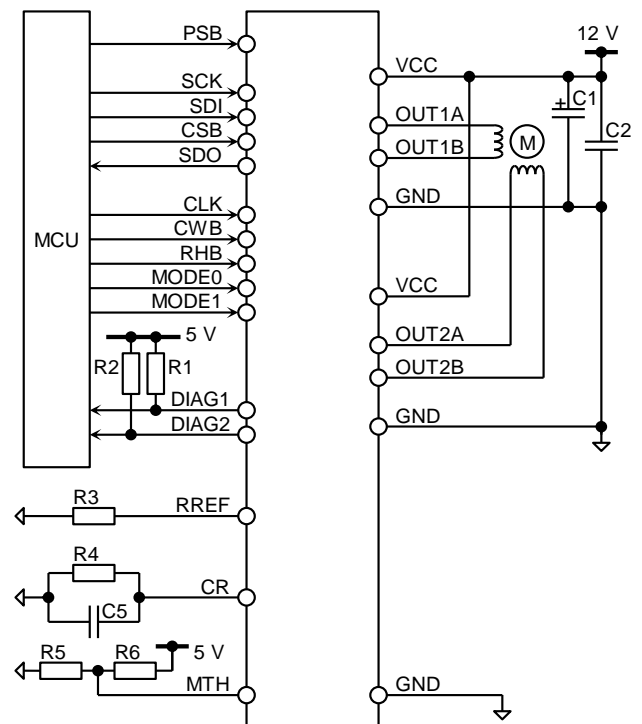 PSB
SCK
SDI
CSB
SDO
CLK
CWB
RHB
MODE0
MODE1
MCU
5 V
R2
R1
DIAG1
DIAG2
R3
RREF
R4
CR
C5
R5
R6
5 V
MTH
12 V
VCC
C1
+
OUT1A
M
C2
OUT1B
GND
VCC
OUT2A
OUT2B
GND
GND